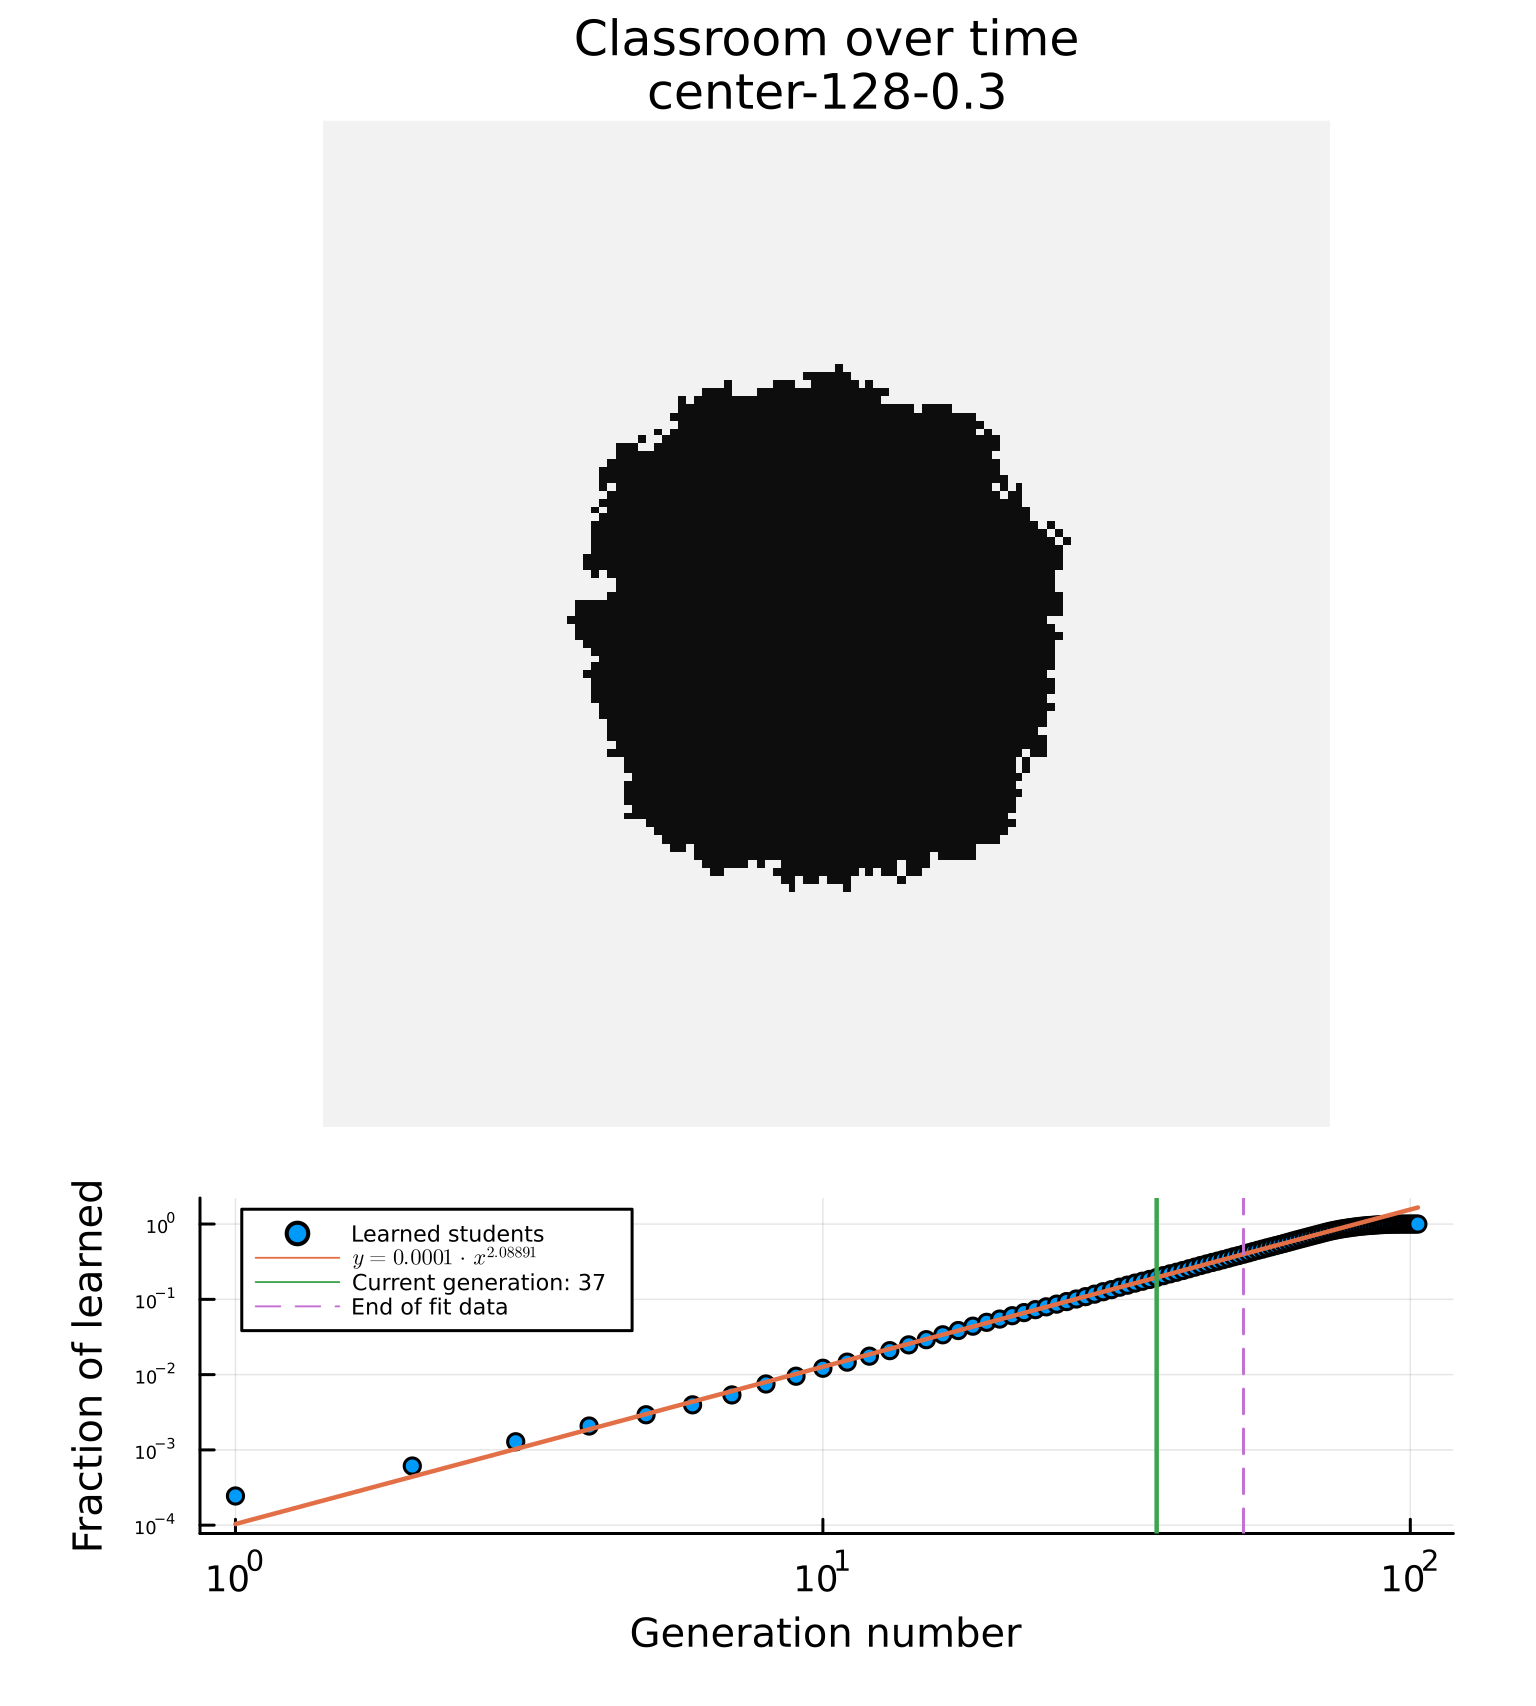 Classroom over time
center-128-0.3
Fraction of learned
10^0
10^-1
10^-2
10^-3
10^-4
Learned students
y = 0.0001 · x^2.08891
Current generation: 37
End of fit data
10^0 10^1 10^2
Generation number